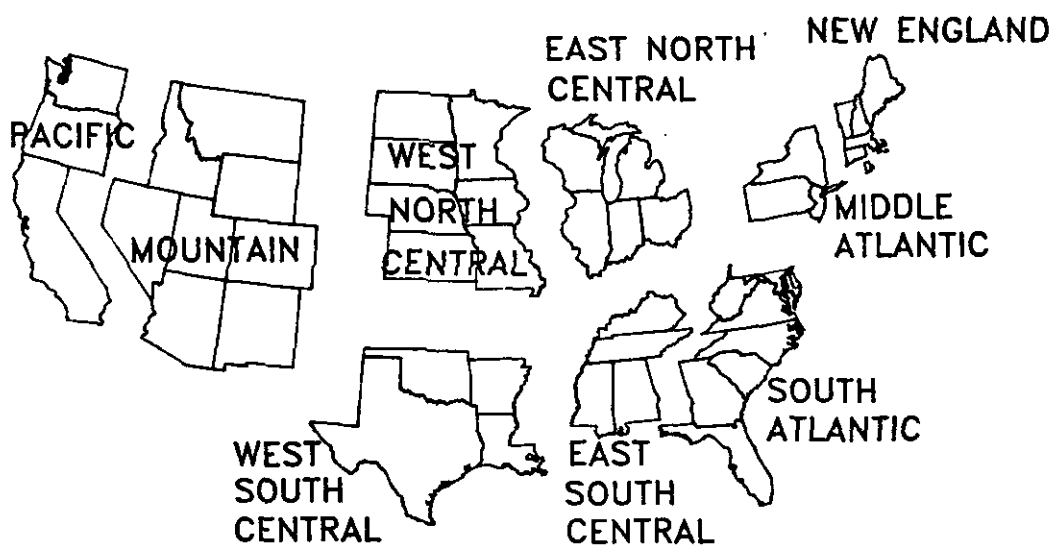 NEW ENGLAND
EAST NORTH
CENTRAL
PACIFIC
WEST
NORTH
CENTRAL
MOUNTAIN
MIDDLE
ATLANTIC
SOUTH
ATLANTIC
WEST
SOUTH
CENTRAL
EAST
SOUTH
CENTRAL